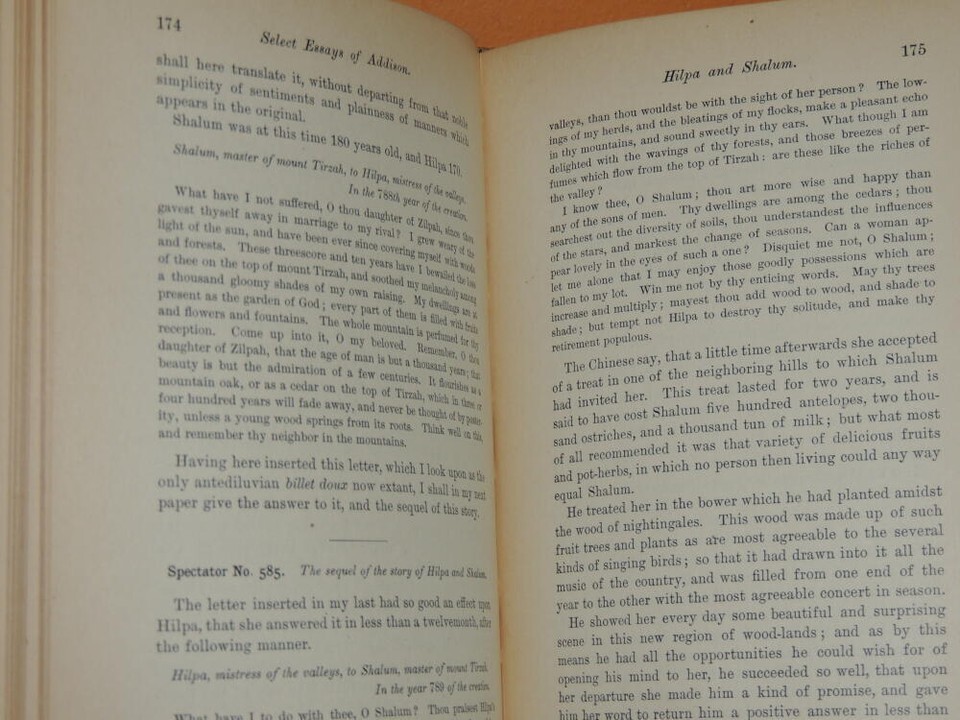 174
Select Essays of Addison.
shall here translate it, without departing from that noble
simplicity of sentiments and plainness of manners which
appears in the original.
Shalum was at this time 180 years old, and Hilpa 170.
Shalum, master of mount Tirzah, to Hilpa, mistress of the valleys.
In the 788th year of the creation.
What have I not suffered, O thou daughter of Zilpah, since thou
gavest thyself away in marriage to my rival? I grew weary of the
light of the sun, and have been ever since covering myself with woods
and forests. These threescore and ten years have I bewailed the loss
of thee on the top of mount Tirzah, and soothed my melancholy among
a thousand gloomy shades of my own raising. My dwellings are at
present as the garden of God; every part of them is filled with fruits
and flowers and fountains. The whole mountain is perfumed for thy
reception. Come up into it, O my beloved. Remember, O thou
daughter of Zilpah, that the age of man is but a thousand years; that
beauty is but the admiration of a few centuries. It flourishes as a
mountain oak, or as a cedar on the top of Tirzah, which in three or
four hundred years will fade away, and never be thought of by poster-
ity, unless a young wood springs from its roots. Think well on this,
and remember thy neighbor in the mountains.
Having here inserted this letter, which I look upon as the
only antediluvian billet doux now extant, I shall in my next
paper give the answer to it, and the sequel of this story.
Spectator No. 585. The sequel of the story of Hilpa and Shalum.
The letter inserted in my last had so good an effect upon
Hilpa, that she answered it in less than a twelvemonth, after
the following manner.
Hilpa, mistress of the valleys, to Shalum, master of mount Tirzah.
In the year 789 of the creation.
What have I to do with thee, O Shalum? Thou praisest Hilpa's
175
Hilpa and Shalum.
valleys, than thou wouldst be with the sight of her person? The low-
ings of my herds, and the bleatings of my flocks, make a pleasant echo
in thy mountains, and sound sweetly in thy ears. What though I am
delighted with the wavings of thy forests, and those breezes of per-
fumes which flow from the top of Tirzah: are these like the riches of
the valley?
I know thee, O Shalum; thou art more wise and happy than
any of the sons of men. Thy dwellings are among the cedars; thou
searchest out the diversity of soils, thou understandest the influences
of the stars, and markest the change of seasons. Can a woman ap-
pear lovely in the eyes of such a one? Disquiet me not, O Shalum;
let me alone that I may enjoy those goodly possessions which are
fallen to my lot. Win me not by thy enticing words. May thy trees
increase and multiply; mayest thou add wood to wood, and shade to
shade; but tempt not Hilpa to destroy thy solitude, and make thy
retirement populous.
The Chinese say, that a little time afterwards she accepted
of a treat in one of the neighboring hills to which Shalum
had invited her. This treat lasted for two years, and is
said to have cost Shalum five hundred antelopes, two thou-
sand ostriches, and a thousand tun of milk; but what most
of all recommended it was that variety of delicious fruits
and pot-herbs, in which no person then living could any way
equal Shalum.
He treated her in the bower which he had planted amidst
the wood of nightingales. This wood was made up of such
fruit trees and plants as are most agreeable to the several
kinds of singing birds; so that it had drawn into it all the
music of the country, and was filled from one end of the
year to the other with the most agreeable concert in season.
He showed her every day some beautiful and surprising
scene in this new region of wood-lands; and as by this
means he had all the opportunities he could wish for of
opening his mind to her, he succeeded so well, that upon
her departure she made him a kind of promise, and gave
him her word to return him a positive answer in less than